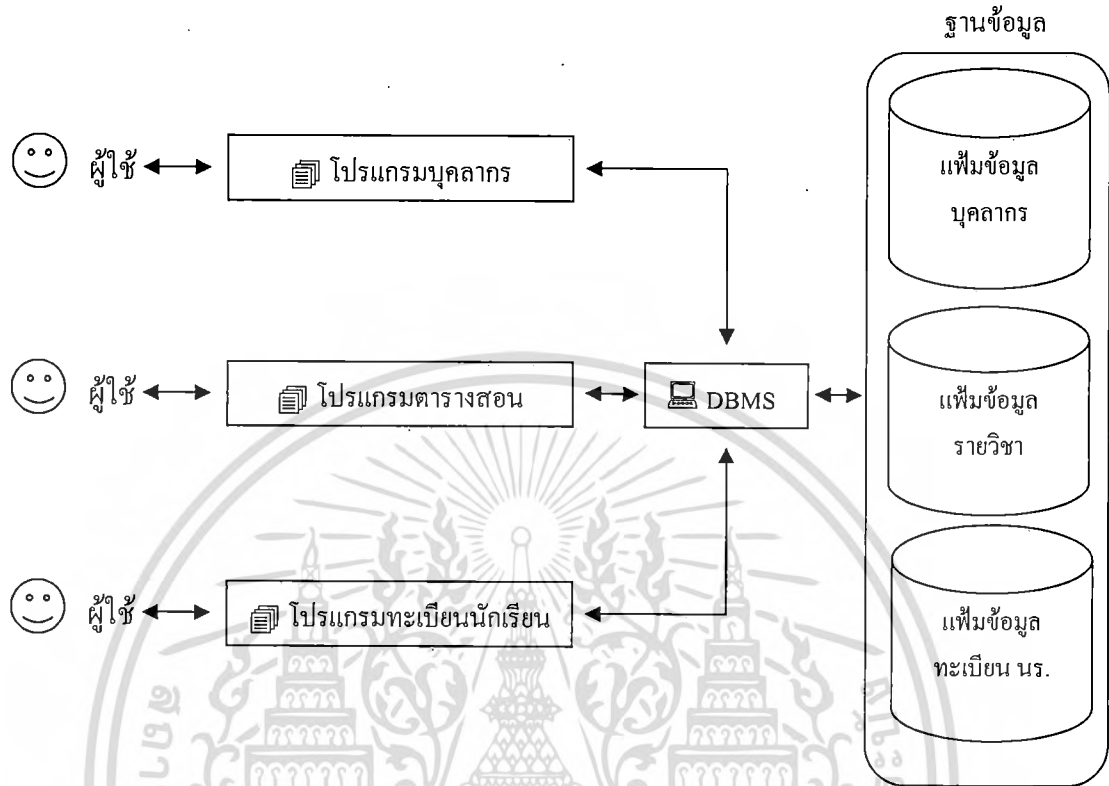 ฐานข้อมูล
ผู้ใช้
โปรแกรมบุคลากร
แฟ้มข้อมูล
บุคลากร
ผู้ใช้
โปรแกรมตารางสอน
DBMS
แฟ้มข้อมูล
รายวิชา
ผู้ใช้
โปรแกรมทะเบียนนักเรียน
แฟ้มข้อมูล
ทะเบียน นร.